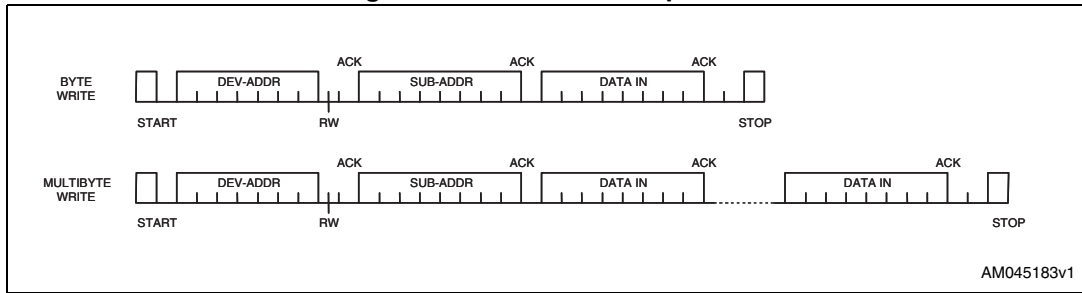 ACK ACK ACK
BYTE
WRITE
DEV-ADDR SUB-ADDR DATA IN
START RW STOP
ACK ACK ACK ACK
MULTIBYTE
WRITE
DEV-ADDR SUB-ADDR DATA IN DATA IN
START RW STOP
AM045183v1